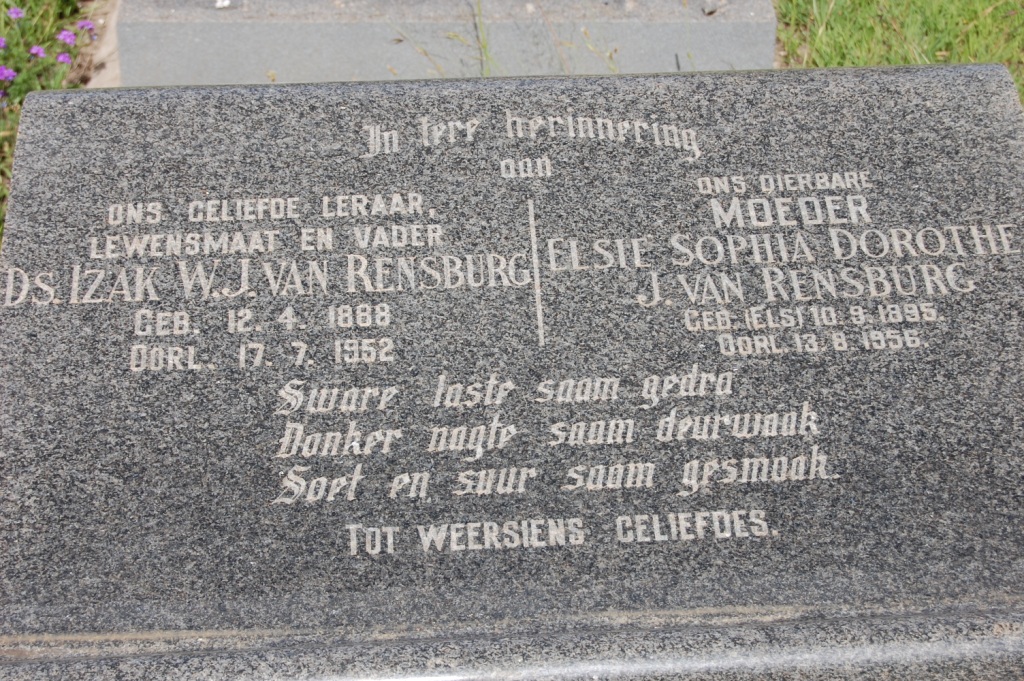 In tere herinnering
aan
ONS GELIEFDE LERAAR,
LEWENSMAAT EN VADER
DS. IZAK W.J. VAN RENSBURG
GEB. 12. 4. 1888
OORL. 17. 7. 1952
ONS DIERBARE
MOEDER
ELSIE SOPHIA DOROTHE
J. VAN RENSBURG
GEB. (ELS) 10. 9. 1895.
OORL. 13. 8. 1956.
Sware laste saam gedra
Donker nagte saam deurwaak
Soet en suur saam gesmaak.
TOT WEERSIENS GELIEFDES.